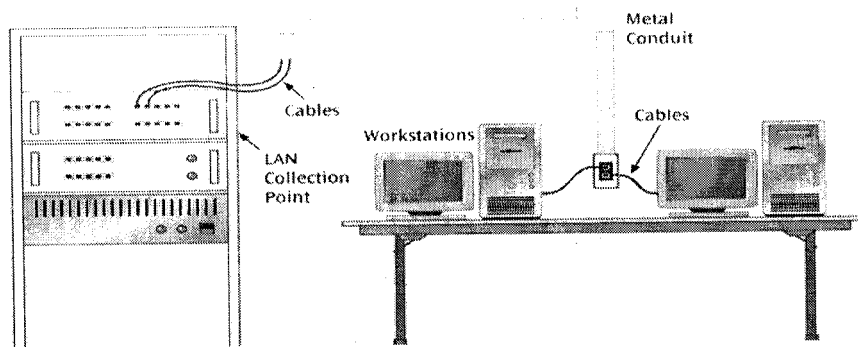 Metal
Conduit
Cables
Cables
Workstations
LAN
Collection
Point